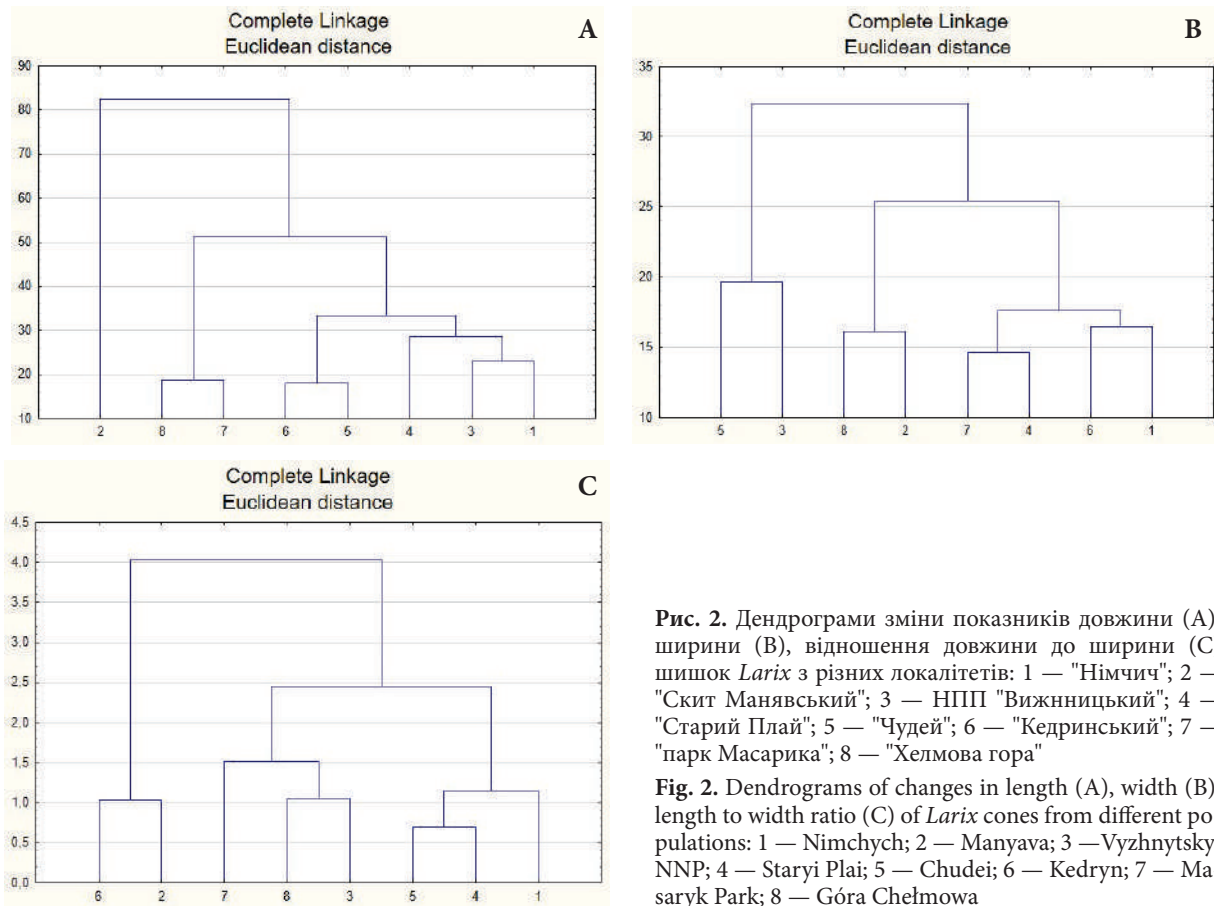 Complete Linkage
Euclidean distance
A
90
80
70
60
50
40
30
20
10
2 8 7 6 5 4 3 1
Complete Linkage
Euclidean distance
B
35
30
25
20
15
10
5 3 8 2 7 4 6 1
Complete Linkage
Euclidean distance
C
4,5
4,0
3,5
3,0
2,5
2,0
1,5
1,0
0,5
0,0
6 2 7 8 3 5 4 1
Рис. 2. Дендрограми зміни показників довжини (А)
ширини (В), відношення довжини до ширини (С
шишок Larix з різних локалітетів: 1 — "Німчич"; 2 —
"Скит Манявський"; 3 — НПП "Вижнницький"; 4 —
"Старий Плай"; 5 — "Чудей"; 6 — "Кедринський"; 7 —
"парк Масарика"; 8 — "Хелмова гора"
Fig. 2. Dendrograms of changes in length (A), width (B)
length to width ratio (C) of Larix cones from different po
pulations: 1 — Nimchych; 2 — Manyava; 3 —Vyzhnytsky
NNP; 4 — Staryi Plai; 5 — Chudei; 6 — Kedryn; 7 — Ma
saryk Park; 8 — Góra Chełmowa